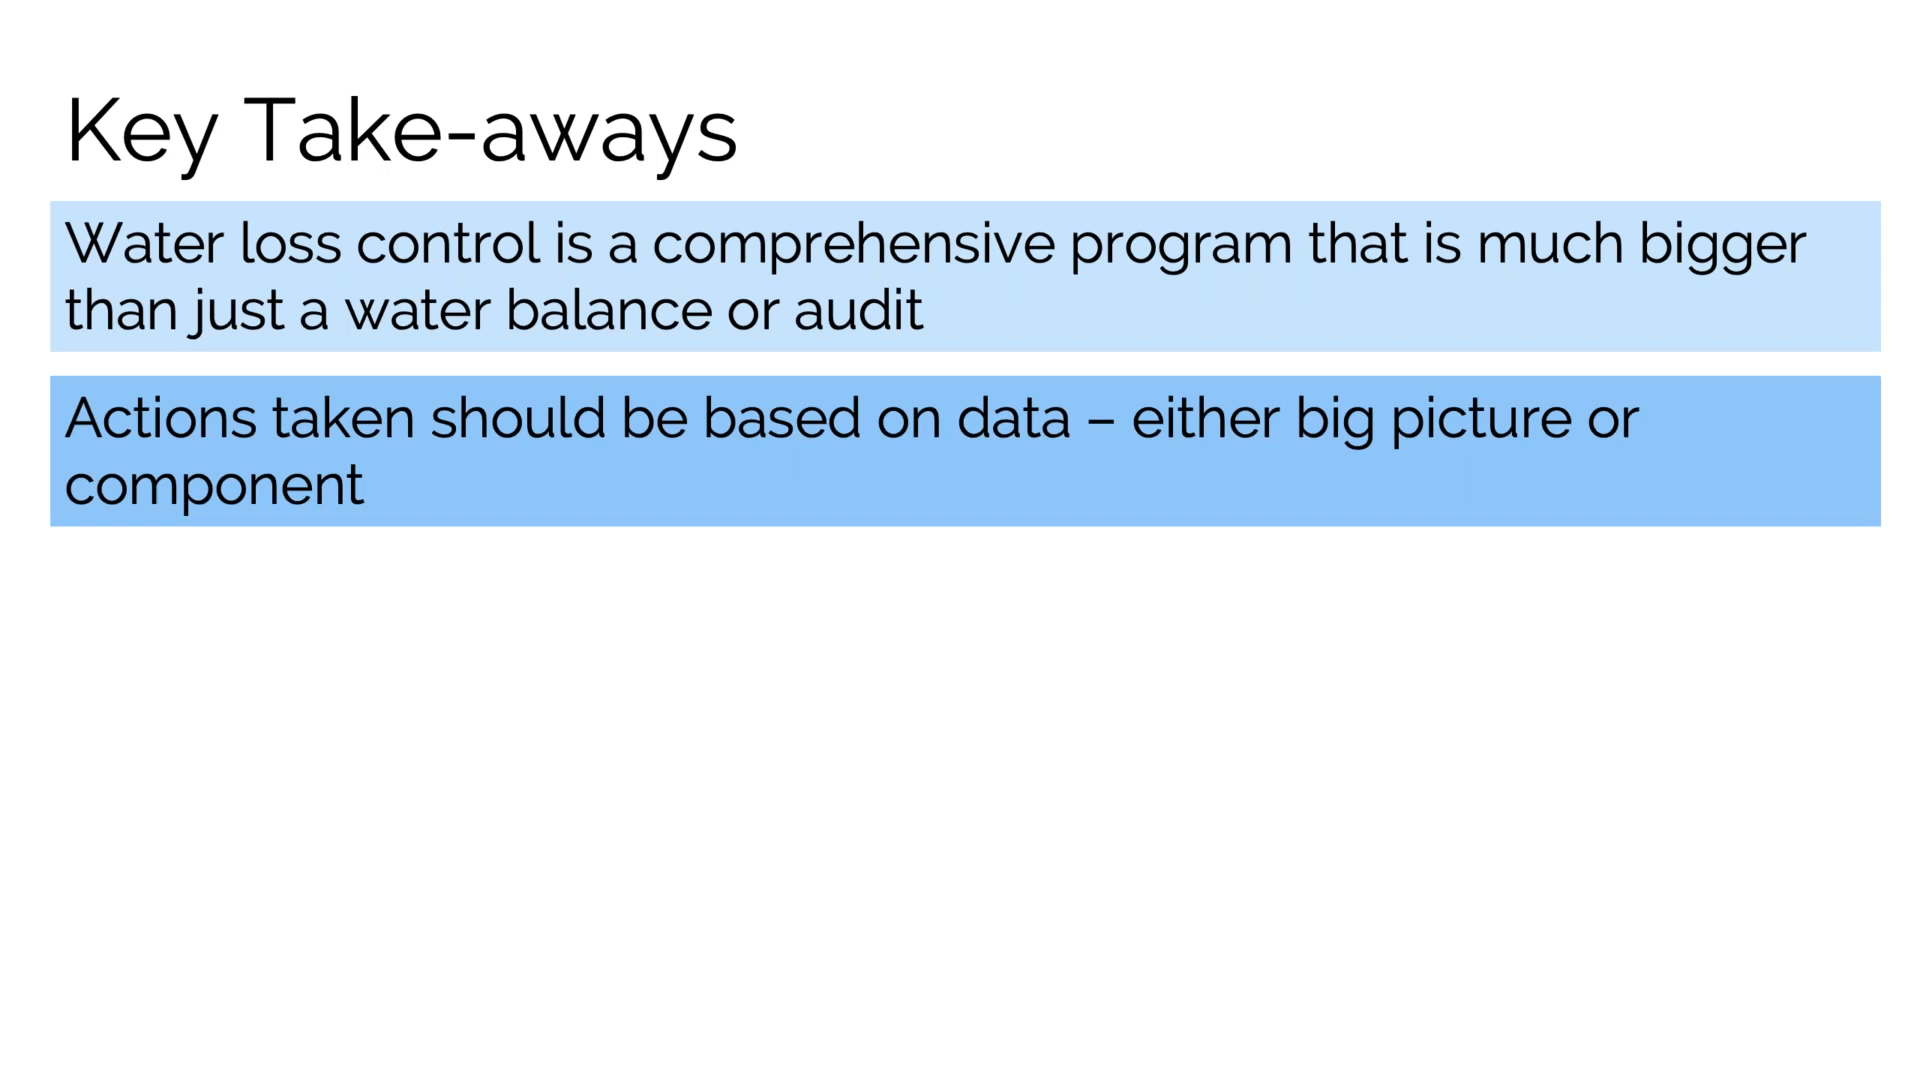 Key Take-aways
Water loss control is a comprehensive program that is much bigger
than just a water balance or audit
Actions taken should be based on data – either big picture or
component